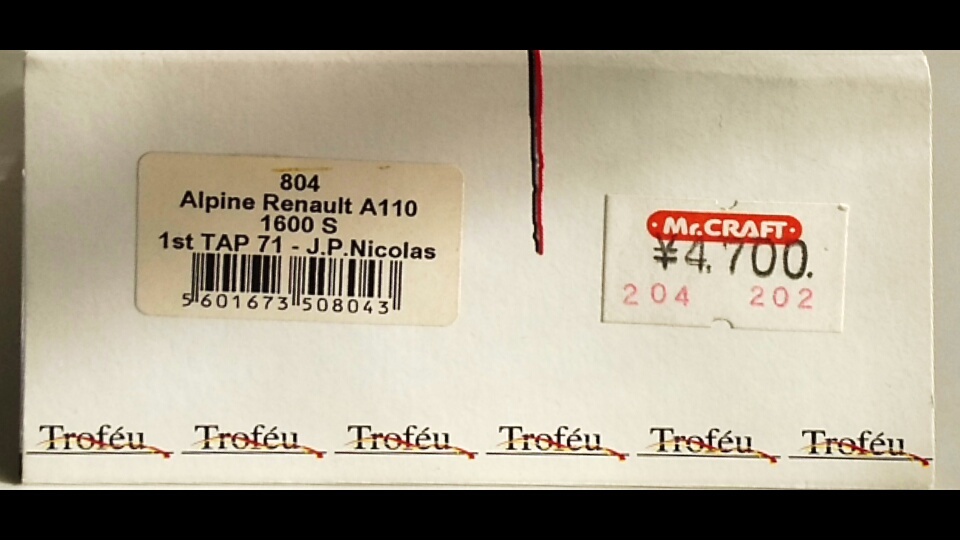 804
Alpine Renault A110
1600 S
1st TAP 71 - J.P.Nicolas
5 601673 508043
Mr.CRAFT
¥4,700.
204 202
Troféu Troféu Troféu Troféu Troféu Troféu